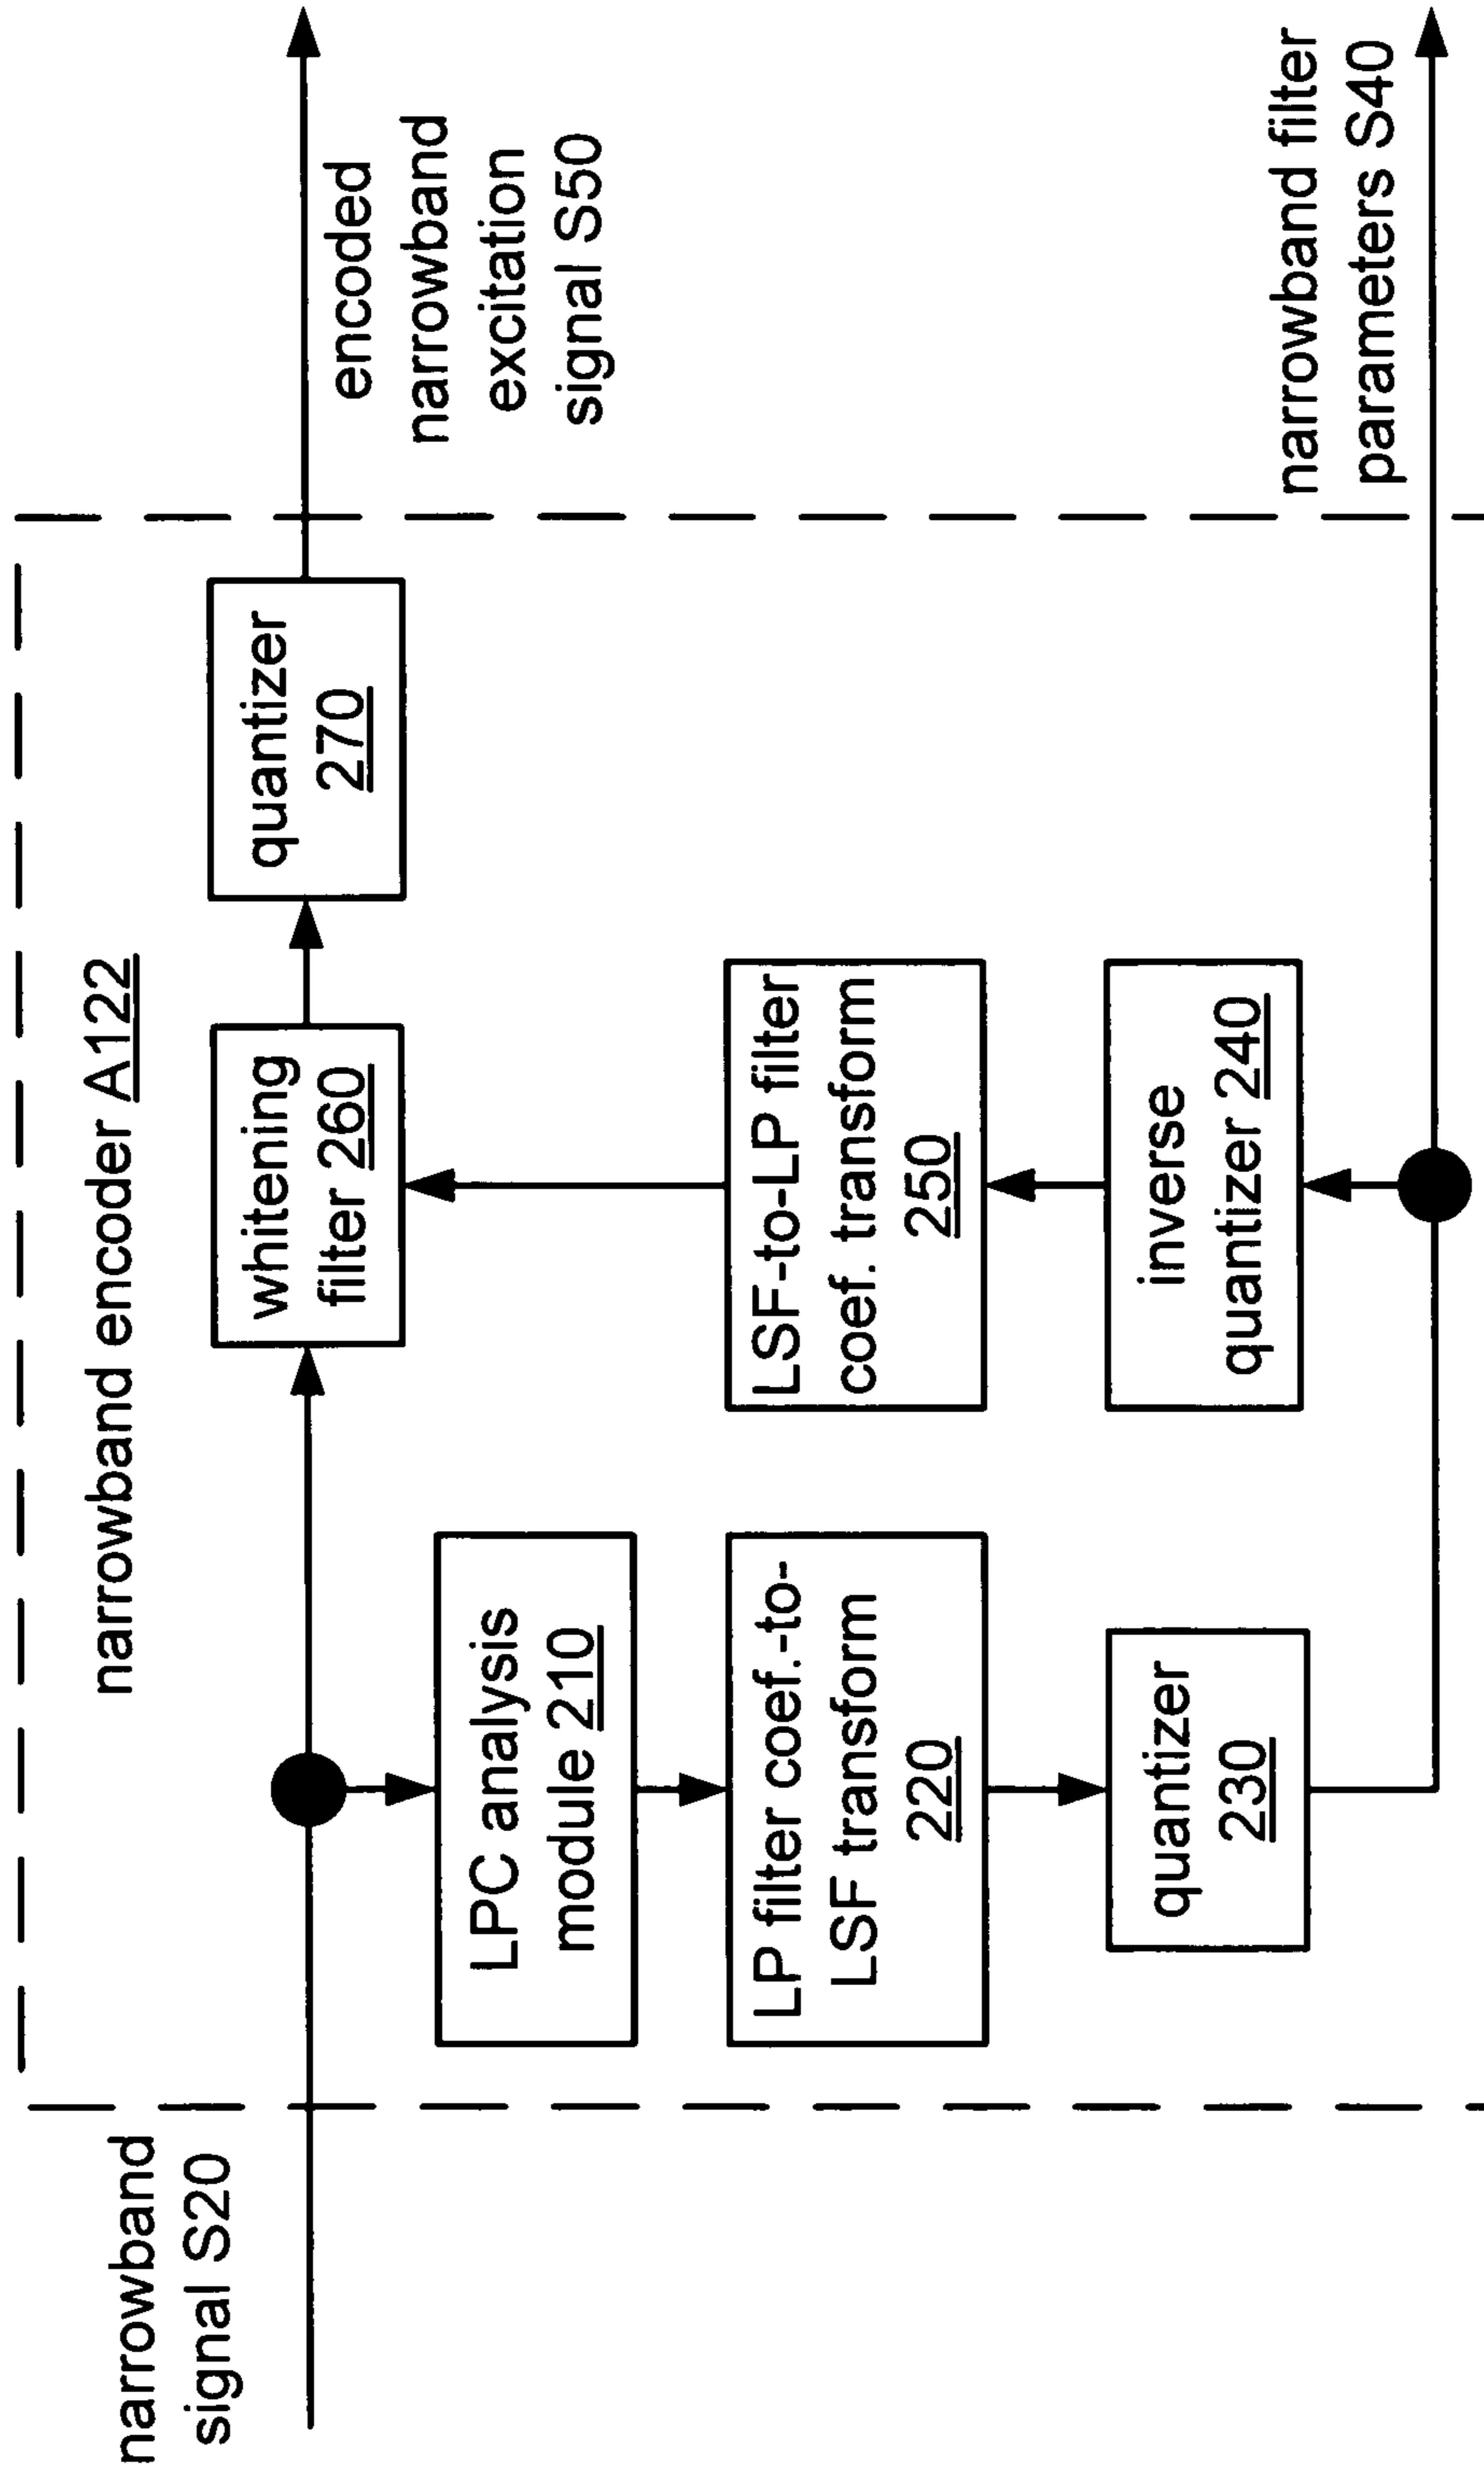 narrowband encoder A122
narrowband
signal S20
whitening
filter 260
quantizer
270
encoded
narrowband
excitation
signal S50
LPC analysis
module 210
LP filter coef.-to-
LSF transform
220
quantizer
230
LSF-to-LP filter
coef. transform
250
inverse
quantizer 240
narrowband filter
parameters S40